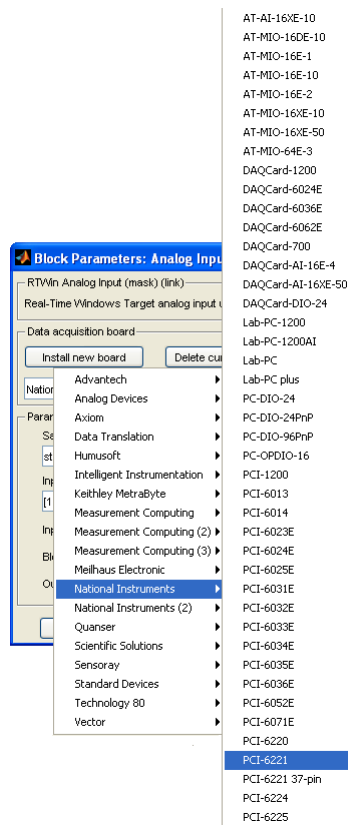 AT-AI-16XE-10
AT-MIO-16DE-10
AT-MIO-16E-1
AT-MIO-16E-10
AT-MIO-16E-2
AT-MIO-16XE-10
AT-MIO-16XE-50
AT-MIO-64E-3
DAQCard-1200
DAQCard-6024E
DAQCard-6036E
DAQCard-6062E
DAQCard-700
DAQCard-AI-16E-4
DAQCard-AI-16XE-50
DAQCard-DIO-24
Lab-PC-1200
Lab-PC-1200AI
Lab-PC
Lab-PC plus
PC-DIO-24
PC-DIO-24PnP
PC-DIO-96PnP
PC-OPDIO-16
PCI-1200
PCI-6013
PCI-6014
PCI-6023E
PCI-6024E
PCI-6025E
PCI-6031E
PCI-6032E
PCI-6033E
PCI-6034E
PCI-6035E
PCI-6036E
PCI-6052E
PCI-6071E
PCI-6220
PCI-6221
PCI-6221 37-pin
PCI-6224
PCI-6225
Block Parameters: Analog Inpu
RTWin Analog Input (mask) (link)
Real-Time Windows Target analog input u
Data acquisition board
Install new board
Delete cu
Nation
Para
Sa
st
Inp
[1
Inp
Blo
Ou
Advantech
Analog Devices
Axiom
Data Translation
Humusoft
Intelligent Instrumentation
Keithley MetraByte
Measurement Computing
Measurement Computing (2)
Measurement Computing (3)
Meilhaus Electronic
National Instruments
National Instruments (2)
Quanser
Scientific Solutions
Sensoray
Standard Devices
Technology 80
Vector